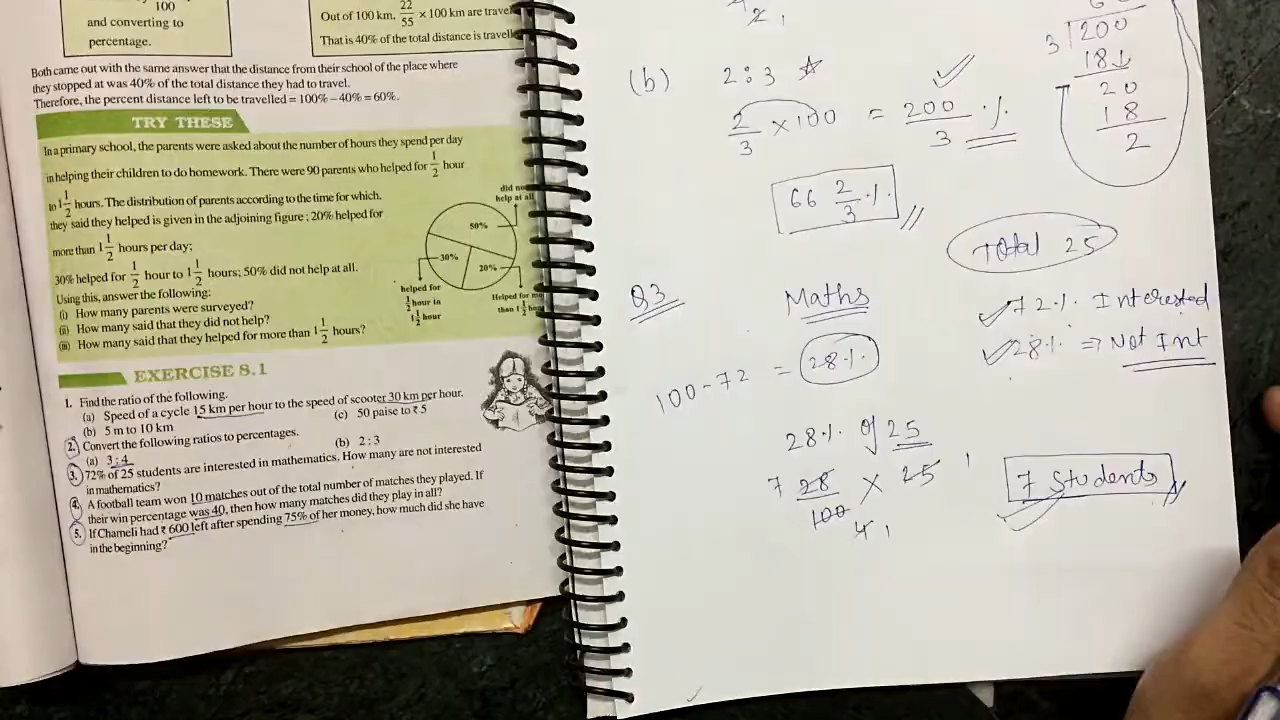 100
and converting to
percentage.
Out of 100 km, 22/55 × 100 km are
That is 40% of the total distance is
Both came out with the same answer that the distance from their school of the place where
they stopped at was 40% of the total distance they had to travel.
Therefore, the percent distance left to be travelled = 100% – 40% = 60%.
TRY THESE
In a primary school, the parents were asked about the number of hours they spend per day
in helping their children to do homework. There were 90 parents who helped for 1/2 hour
to 1 1/2 hours. The distribution of parents according to the time for which,
they said they helped is given in the adjoining figure ; 20% helped for
more than 1 1/2 hours per day;
30% helped for 1/2 hour to 1 1/2 hours; 50% did not help at all.
Using this, answer the following:
(i) How many parents were surveyed?
(ii) How many said that they did not help?
(iii) How many said that they helped for more than 1 1/2 hours?
did
help at all
50%
30%
20%
helped for
1/2 hour to
1 1/2 hour
Helped for
than 1 1/2
EXERCISE 8.1
1. Find the ratio of the following.
(a) Speed of a cycle 15 km per hour to the speed of scooter 30 km per hour.
(b) 5 m to 10 km
(c) 50 paise to ₹ 5
2. Convert the following ratios to percentages.
(a) 3 : 4
(b) 2 : 3
3. 72% of 25 students are interested in mathematics. How many are not interested
in mathematics?
4. A football team won 10 matches out of the total number of matches they played. If
their win percentage was 40, then how many matches did they play in all?
5. If Chameli had ₹ 600 left after spending 75% of her money, how much did she have
in the beginning?
(b) 2:3
2/3 × 100 = 200/3 %
66 2/3 %
3 200
18
20
18
2
Total 25
Q3 Maths
72% Interested
28% ⇒ Not Int
100-72 = 28%
28% of 25
7 28/100 × 25 1
4 1
7 Students